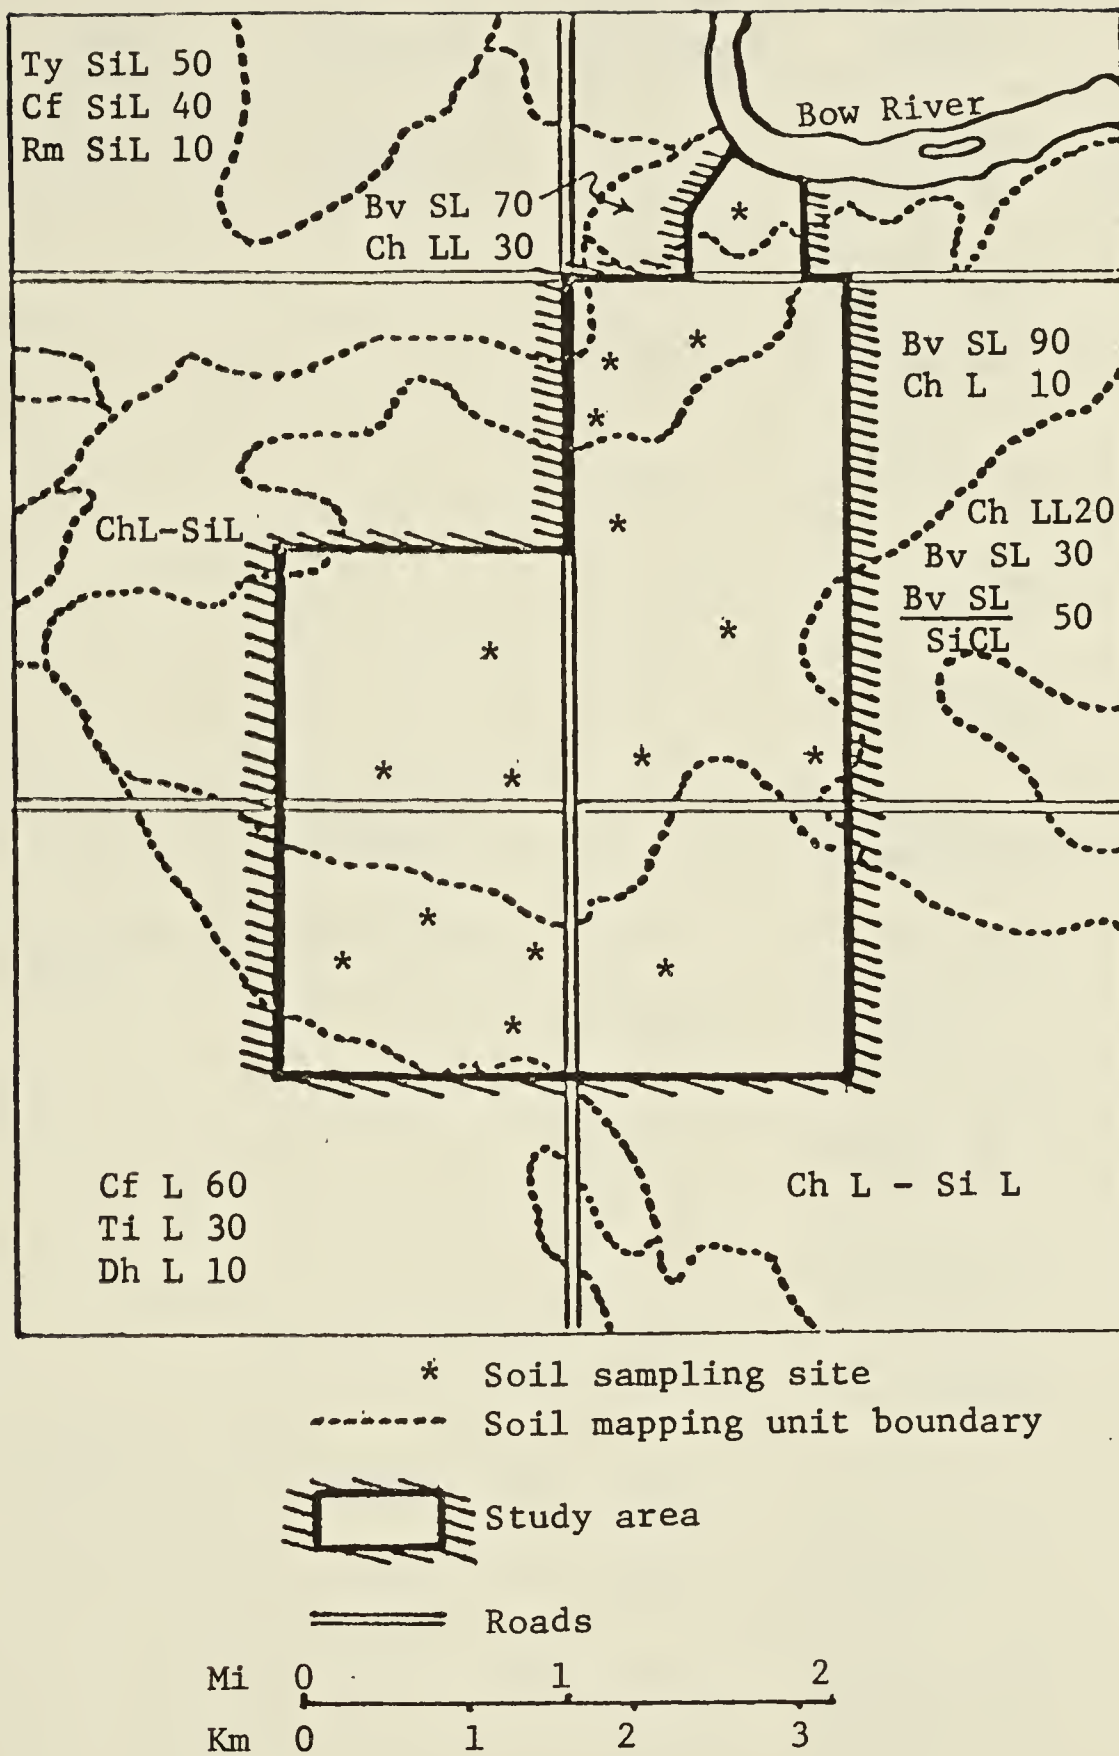 Ty SiL 50
Cf SiL 40
Rm SiL 10
Bow River
Bv SL 70
Ch LL 30
Bv SL 90
Ch L 10
ChL-SiL
Ch LL20
Bv SL 30
Bv SL
SiCL
50
Cf L 60
Ti L 30
Dh L 10
Ch L - Si L
* Soil sampling site
Soil mapping unit boundary
Study area
Roads
Mi 0 1 2
Km 0 1 2 3